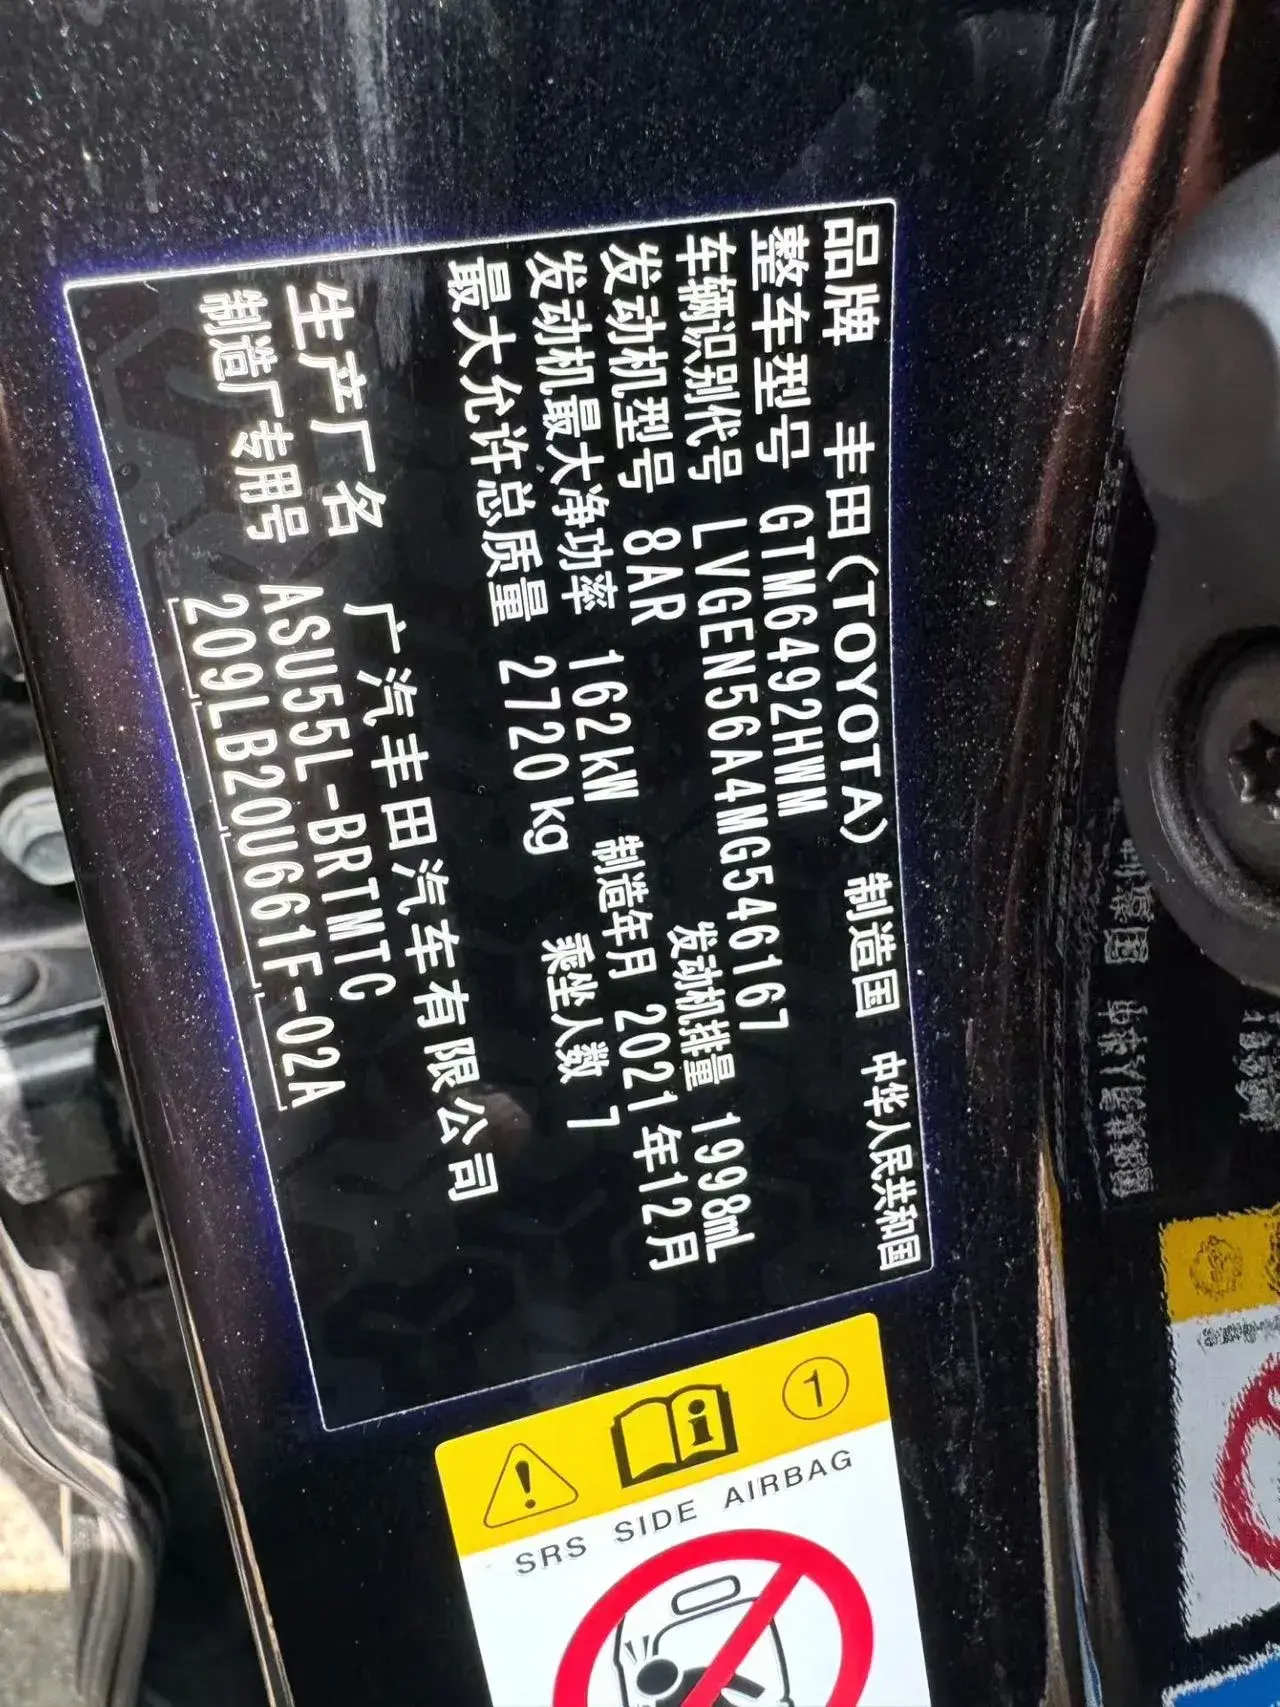 品牌 丰田(TOYOTA) 制造国 中华人民共和国
整车型号 GTM6492HWM
车辆识别代号 LVGEN56A4MG546167
发动机型号 8AR 发动机排量 1998mL
发动机最大净功率 162kW 制造年月 2021年12月
最大允许总质量 2720kg 乘坐人数 7
生产厂名 广汽丰田汽车有限公司
制造厂专用号 ASU55L-BRTMTC
209LB20U661F-02A
1
SRS SIDE AIRBAG